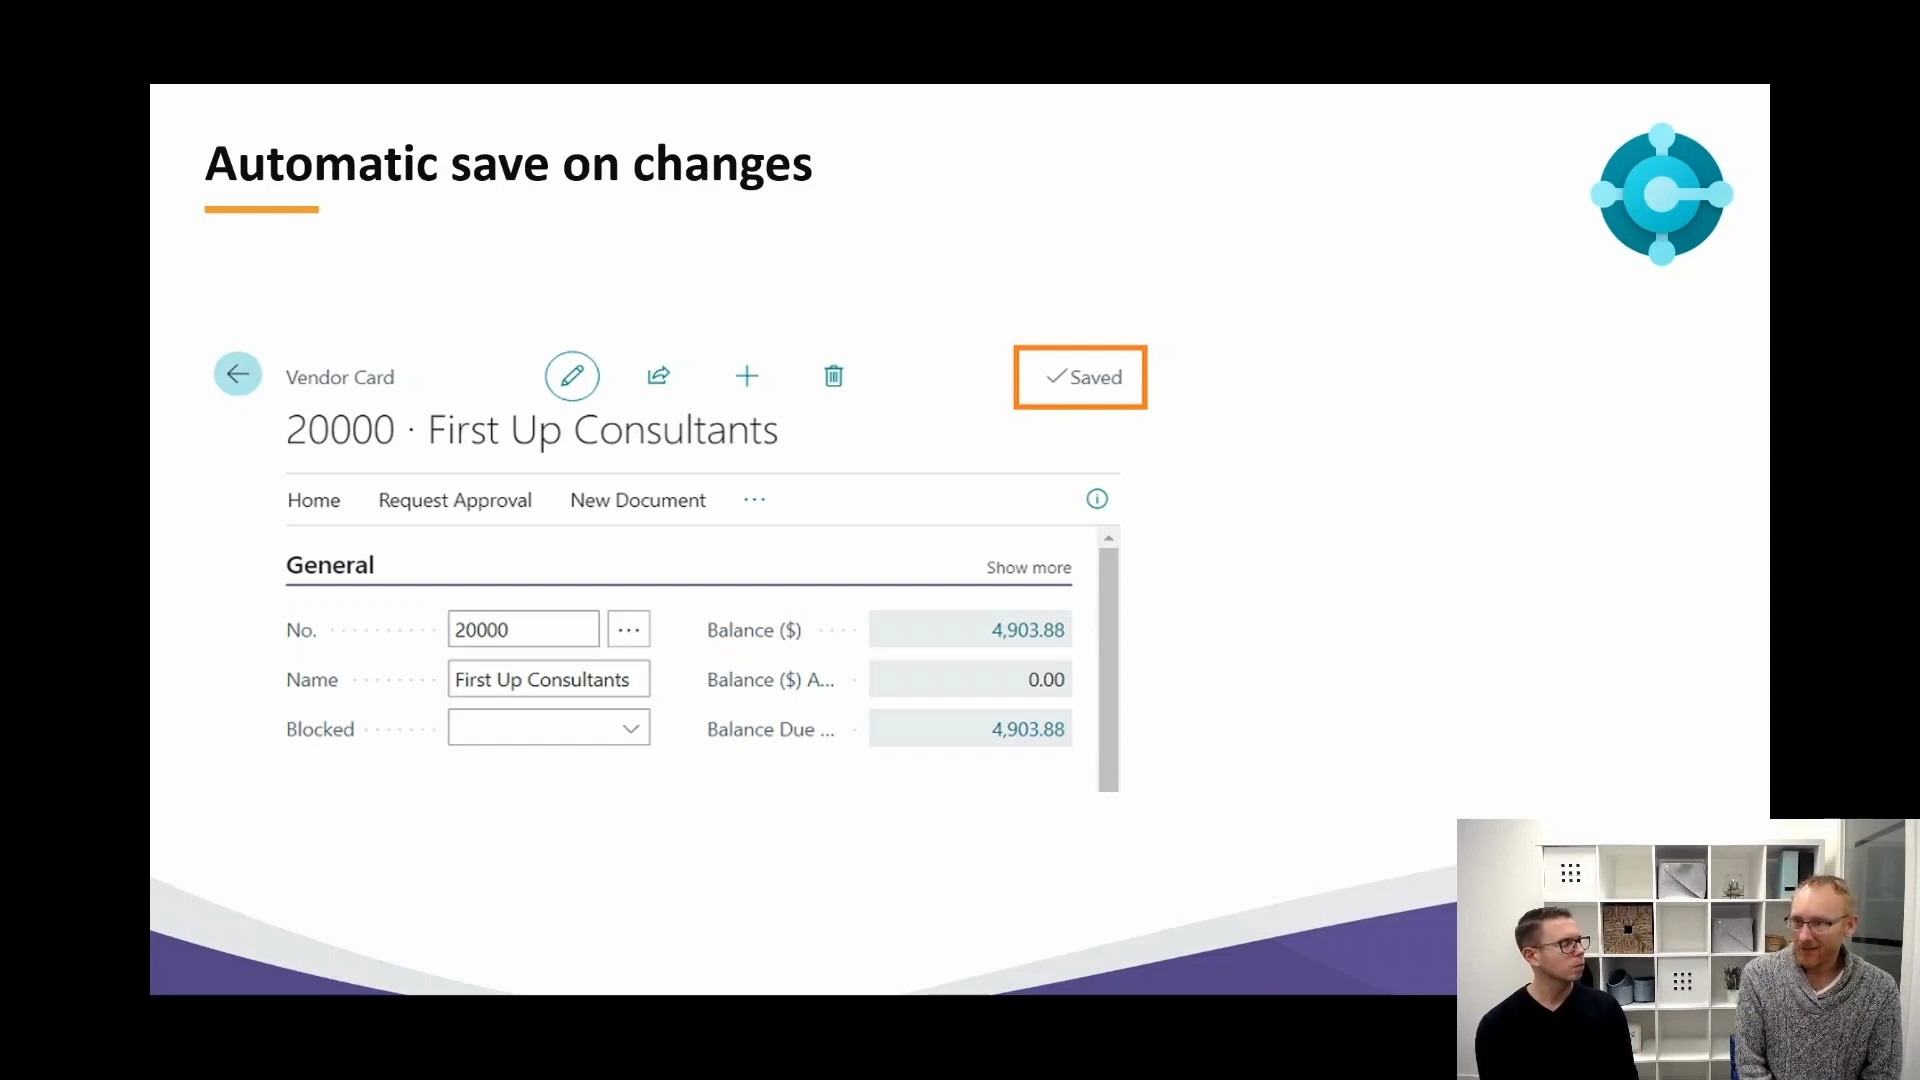 Automatic save on changes
Vendor Card
Saved
20000 · First Up Consultants
Home Request Approval New Document ...
General
Show more
No. 20000 ... Balance ($) 4,903.88
Name First Up Consultants Balance ($) A... 0.00
Blocked Balance Due ... 4,903.88